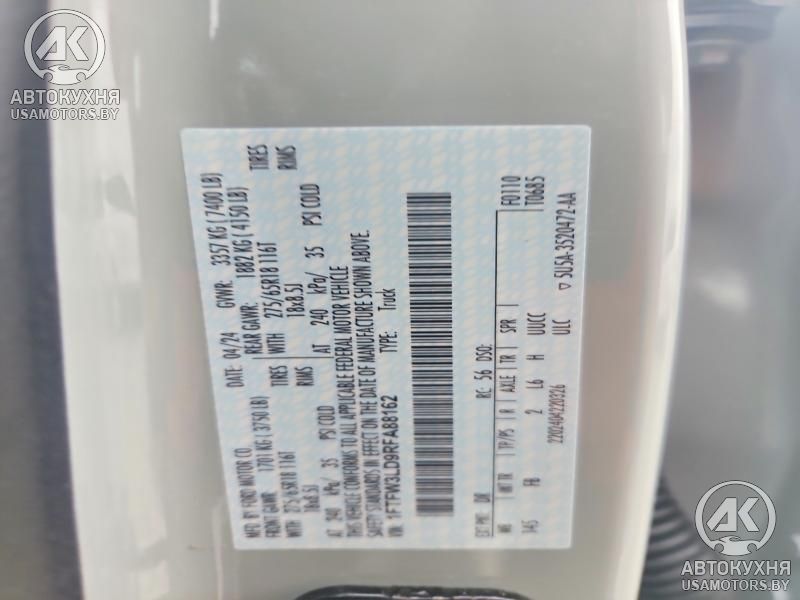 АК
АВТОКУХНЯ
USAMOTORS.BY
MFD. BY FORD MOTOR CO.
DATE: 04/24 GVWR: 3357 KG ( 7400 LB)
FRONT GAWR: 1701 KG ( 3750 LB) REAR GAWR: 1882 KG ( 4150 LB)
WITH 275/65R18 116T TIRES WITH 275/65R18 116T TIRES
18x8.5J RIMS 18x8.5J RIMS
AT 240 kPa/ 35 PSI COLD AT 240 kPa/ 35 PSI COLD
THIS VEHICLE CONFORMS TO ALL APPLICABLE FEDERAL MOTOR VEHICLE
SAFETY STANDARDS IN EFFECT ON THE DATE OF MANUFACTURE SHOWN ABOVE.
VIN: 1FTFW3LD9RFA88162 TYPE: Truck
F0110
T0685
EXT PNT: DR RC: 56 DSO:
WB INT TR TP/PS R AXLE TR SPR
145 FB 2 L6 H UUCC
2202404220326 ULC ▽ 5U5A-3520472-AA
АК
АВТОКУХНЯ
USAMOTORS.BY